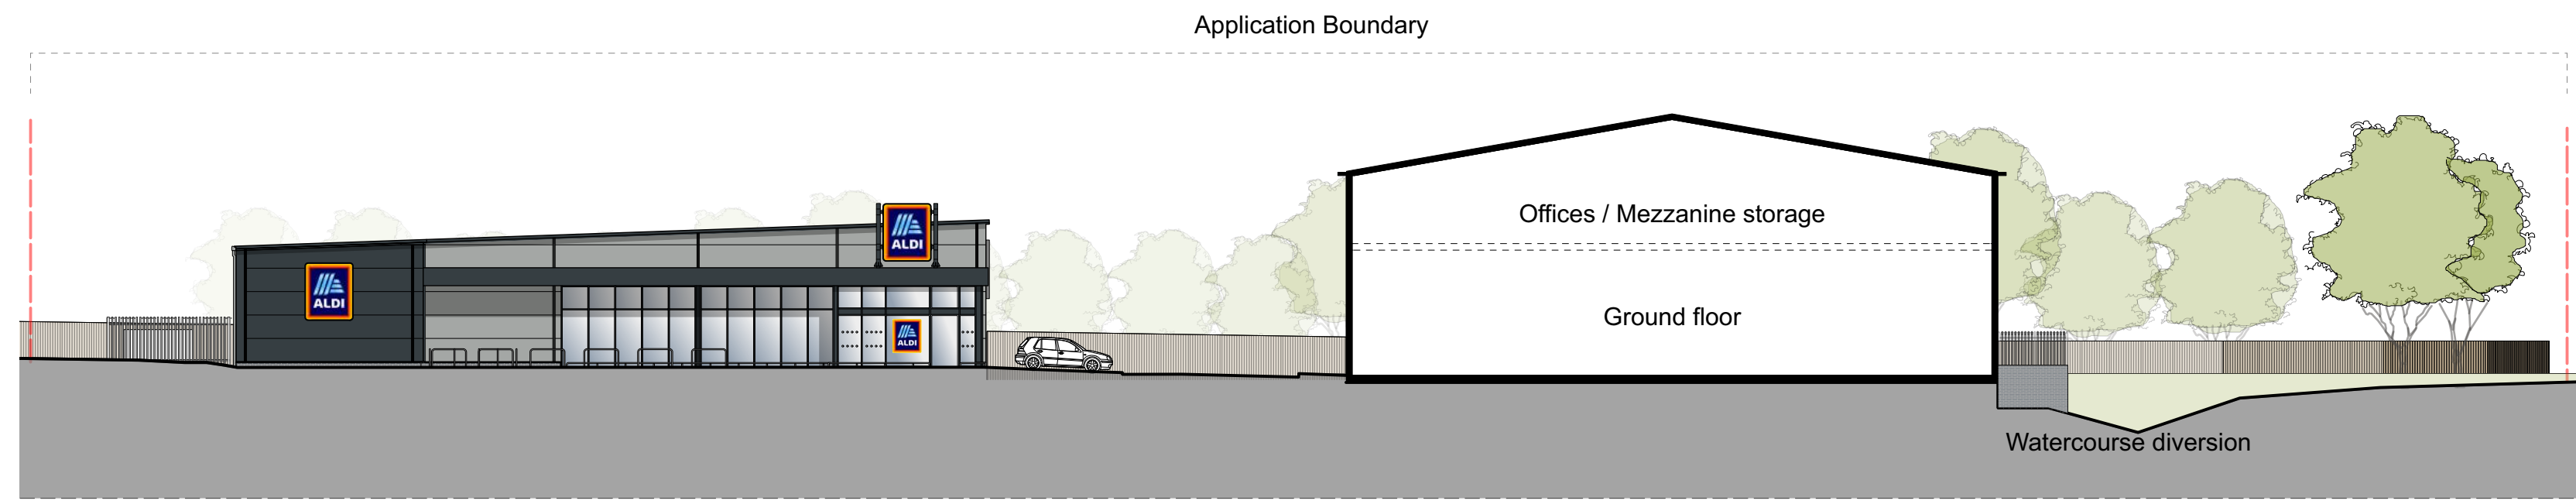 Application Boundary
ALDI
ALDI
ALDI
Offices / Mezzanine storage
Ground floor
Watercourse diversion